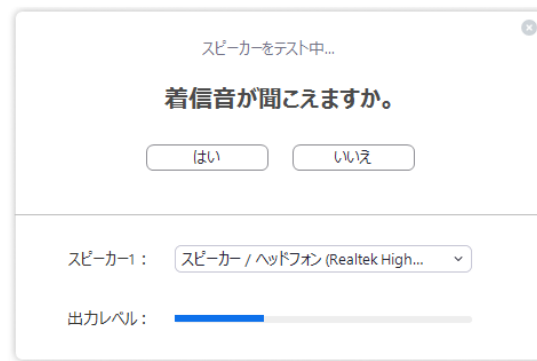 スピーカーをテスト中...
着信音が聞こえますか。
はい いいえ
スピーカー1： スピーカー / ヘッドフォン (Realtek High...
出力レベル：